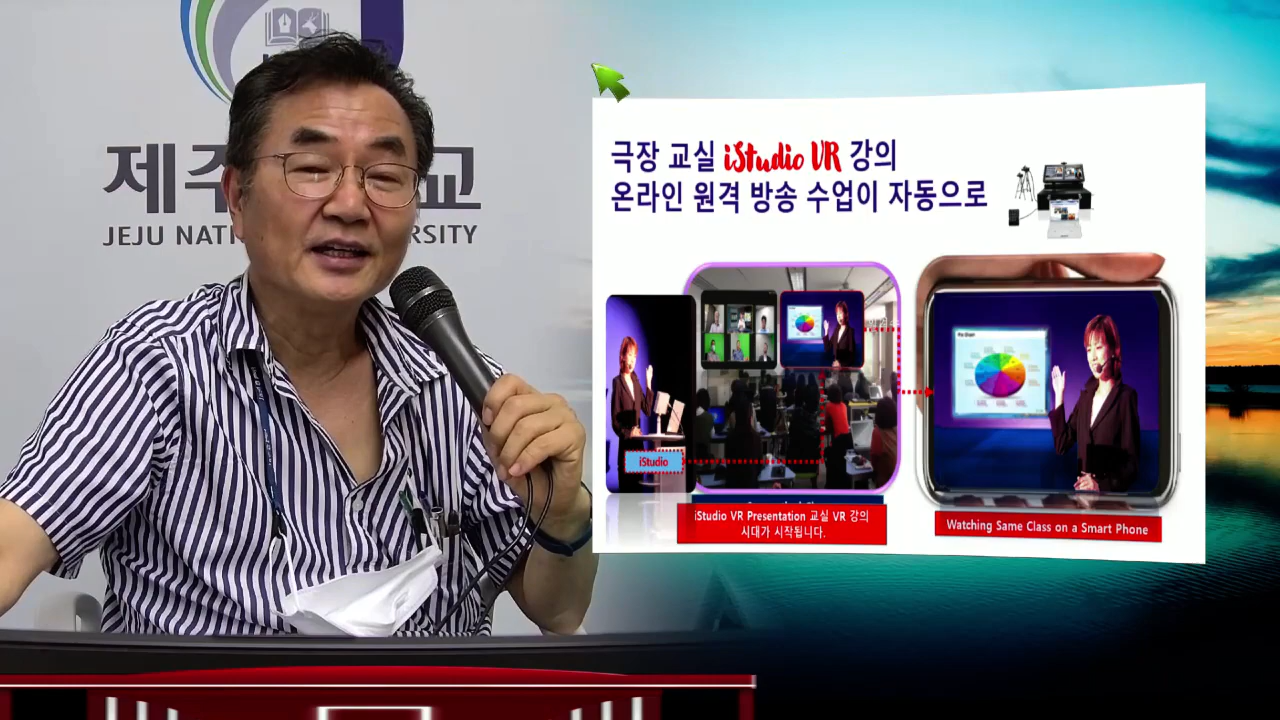 제주 교
JEJU NATI ERSITY
극장 교실 iStudio VR 강의
온라인 원격 방송 수업이 자동으로
iStudio
iStudio VR Presentation 교실 VR 강의
시대가 시작됩니다.
Watching Same Class on a Smart Phone